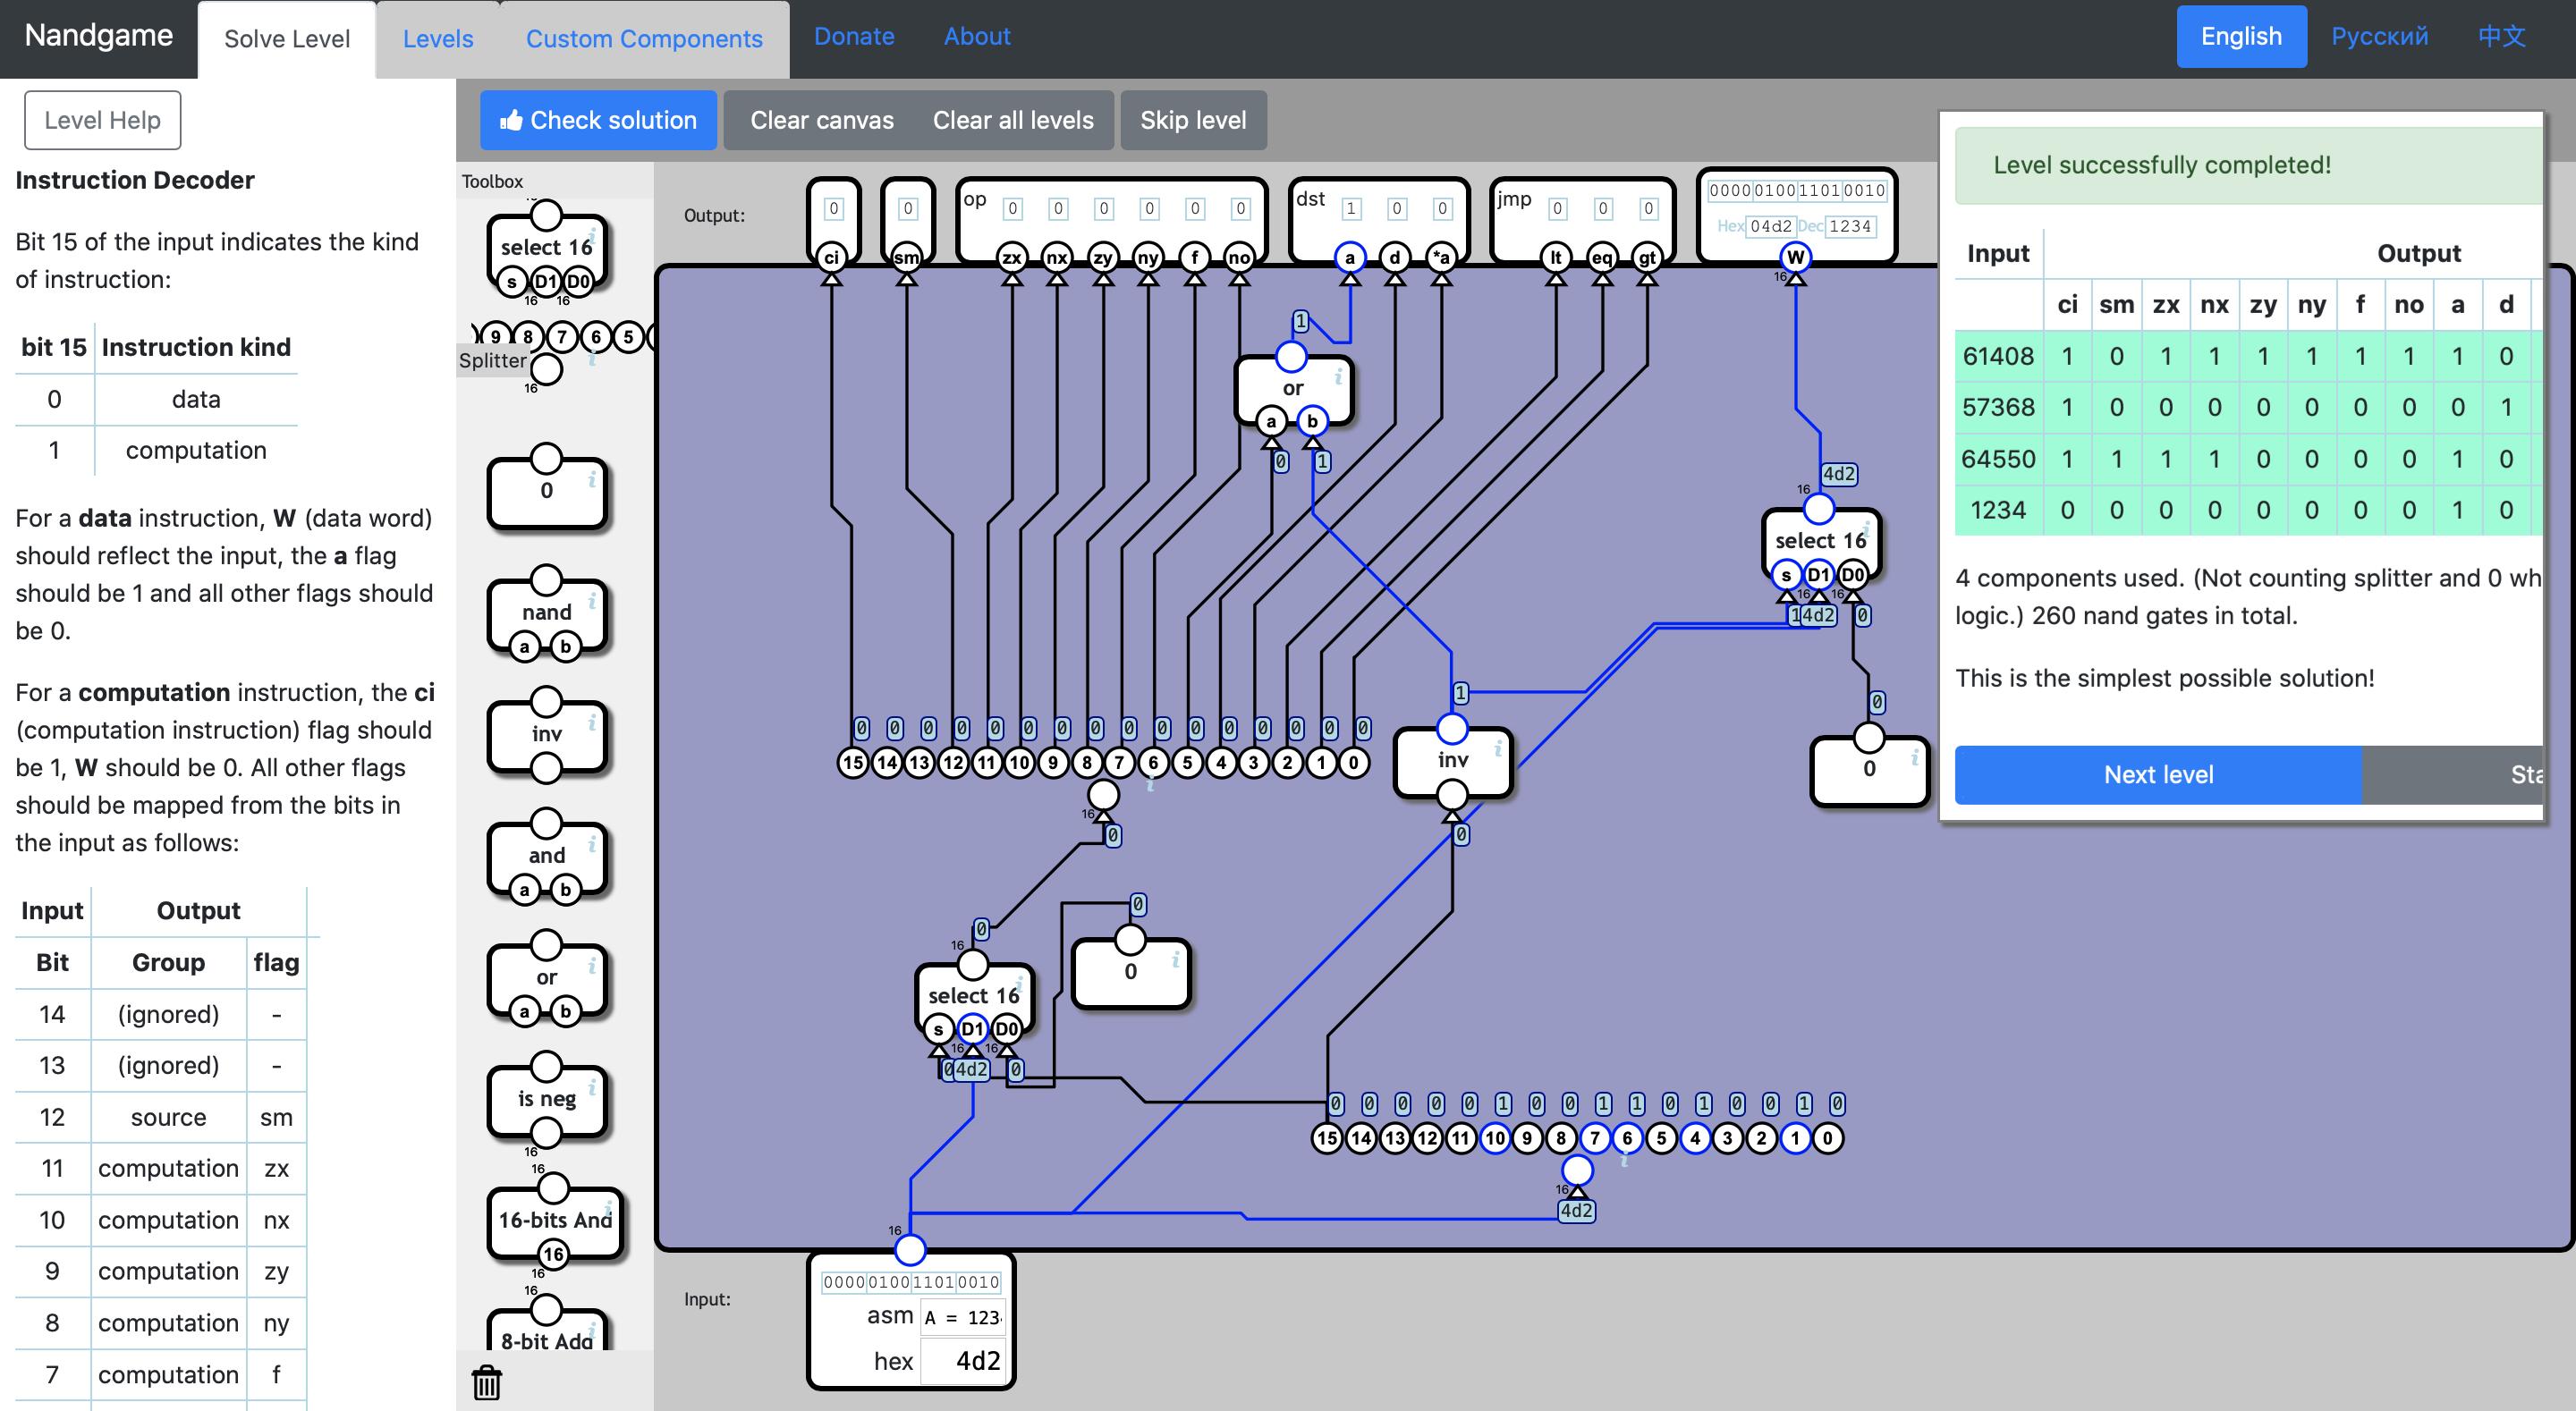 Nandgame Solve Level Levels Custom Components Donate About English Русский 中文
Level Help
Instruction Decoder
Bit 15 of the input indicates the kind
of instruction:
bit 15 Instruction kind
0 data
1 computation
For a data instruction, W (data word)
should reflect the input, the a flag
should be 1 and all other flags should
be 0.
For a computation instruction, the ci
(computation instruction) flag should
be 1, W should be 0. All other flags
should be mapped from the bits in
the input as follows:
Input Output
Bit Group flag
14 (ignored) -
13 (ignored) -
12 source sm
11 computation zx
10 computation nx
9 computation zy
8 computation ny
7 computation f
Check solution Clear canvas Clear all levels Skip level
Toolbox
16
select 16
s D1 D0
16 16
9 8 7 6 5
Splitter
16
0
nand
a b
inv
and
a b
or
a b
is neg
16
16
16-bits And
16
16
16
8-bit Add
Output:
0
ci
0
sm
op 0 0 0 0 0 0
zx nx zy ny f no
dst 1 0 0
a d *a
jmp 0 0 0
lt eq gt
0000 0100 1101 0010
Hex 04d2 Dec 1234
W
16
1
or
a b
0 1
4d2
16
select 16
s D1 D0
16 16
1 4d2 0
0
0
1
inv
0
0 0 0 0 0 0 0 0 0 0 0 0 0 0 0 0
15 14 13 12 11 10 9 8 7 6 5 4 3 2 1 0
16
0
0
16
select 16
s D1 D0
16 16
0 4d2 0
0
0
0 0 0 0 0 1 0 0 1 1 0 1 0 0 1 0
15 14 13 12 11 10 9 8 7 6 5 4 3 2 1 0
16
4d2
16
Input:
0000 0100 1101 0010
asm A = 123
hex 4d2
Level successfully completed!
Input Output
ci sm zx nx zy ny f no a d
61408 1 0 1 1 1 1 1 1 1 0
57368 1 0 0 0 0 0 0 0 0 1
64550 1 1 1 1 0 0 0 0 1 0
1234 0 0 0 0 0 0 0 0 1 0
4 components used. (Not counting splitter and 0 wh
logic.) 260 nand gates in total.
This is the simplest possible solution!
Next level Sta